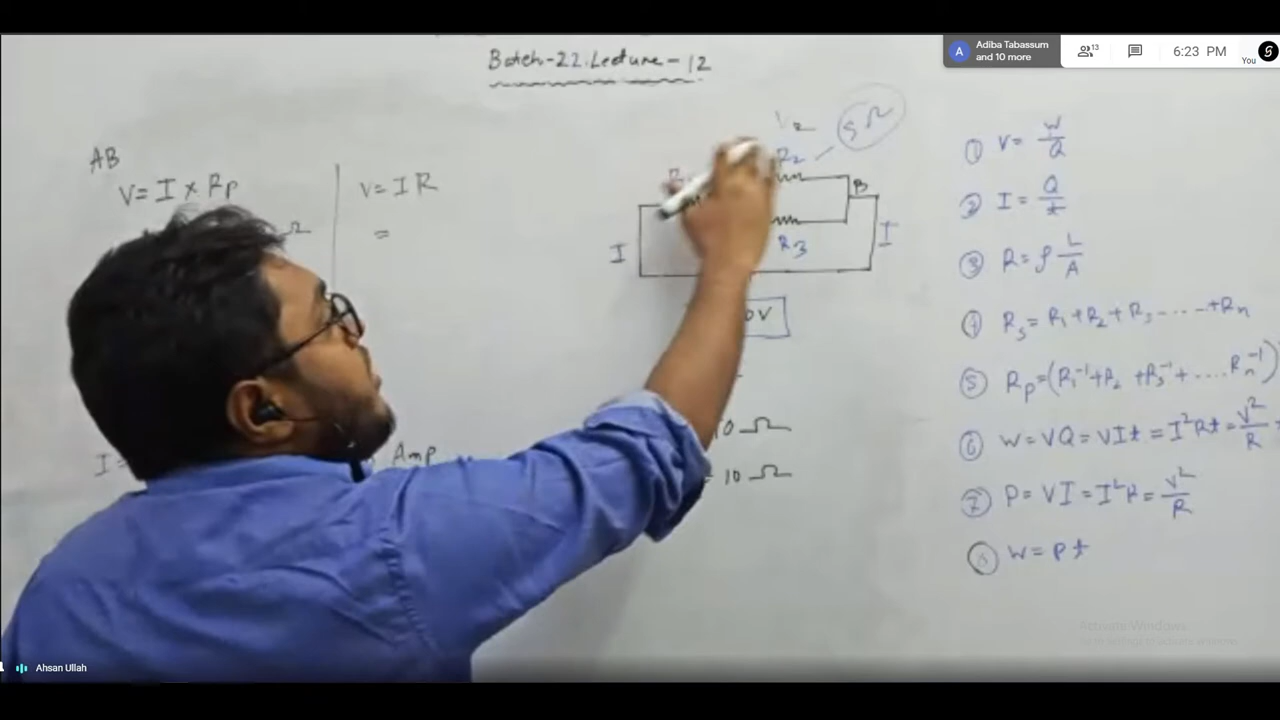 Adiba Tabassum
and 10 more
13
6:23 PM
You
Batch-22. Lecture-12
AB
V = I × Rp
Ω
V = IR
=
5Ω
R2
B
R3
I
I
0V
10 Ω
= 10 Ω
I =
Amp
① V = W/Q
② I = Q/t
③ R = ρ L/A
④ Rs = R1 + R2 + R3 ..... + Rn
⑤ Rp = (R1⁻¹ + R2 + R3⁻¹ + .... Rn⁻¹)
⑥ W = VQ = VIt = I²Rt = V²/R
⑦ P = VI = I²R = V²/R
⑧ W = Pt
Activate Windows
Ahsan Ullah